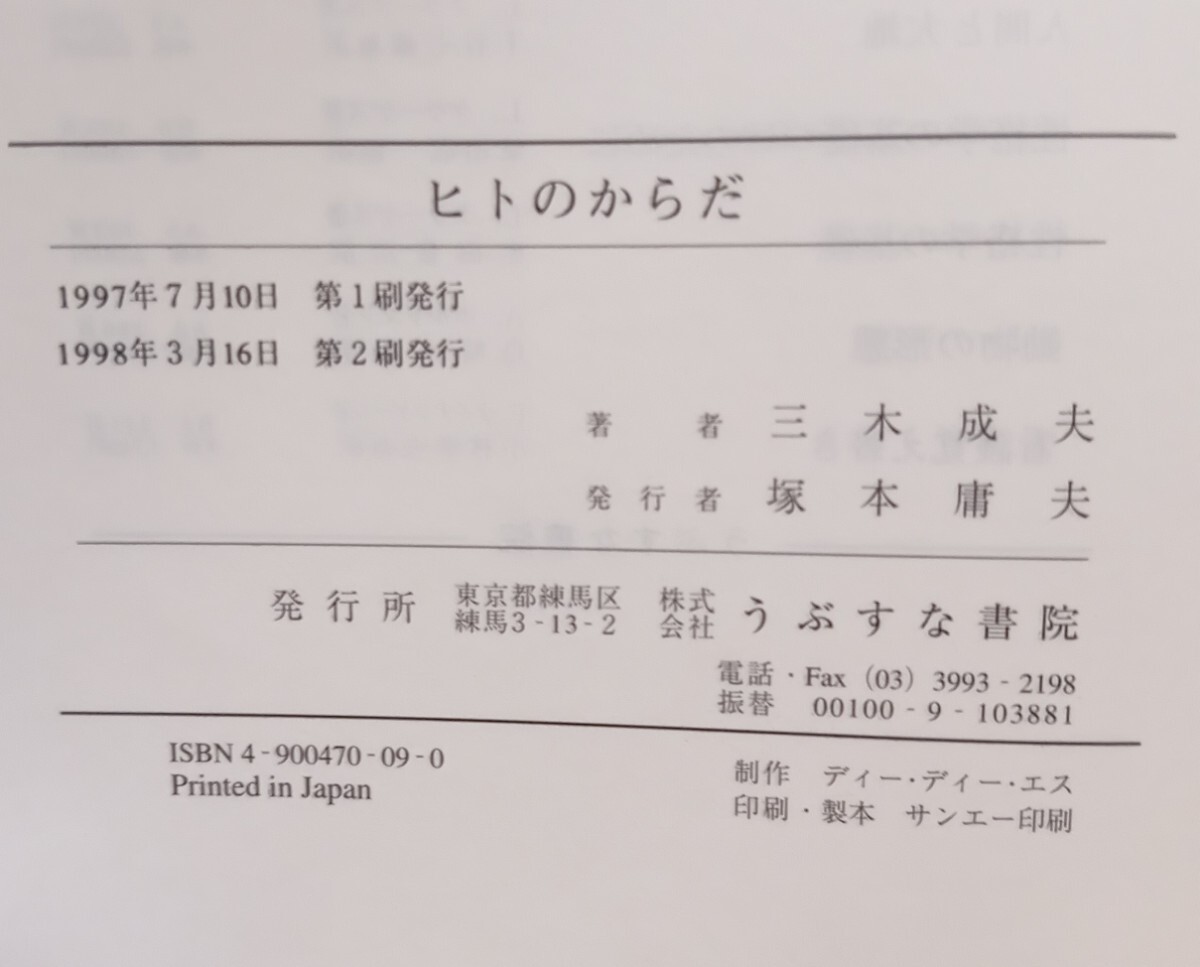 ヒトのからだ
1997年7月10日 第1刷発行
1998年3月16日 第2刷発行
著者 三木成夫
発行者 塚本庸夫
発行所 東京都練馬区練馬3-13-2 株式会社 うぶすな書院
電話・Fax (03) 3993-2198
振替 00100-9-103881
ISBN 4-900470-09-0
Printed in Japan
制作 ディー・ディー・エス
印刷・製本 サンエー印刷